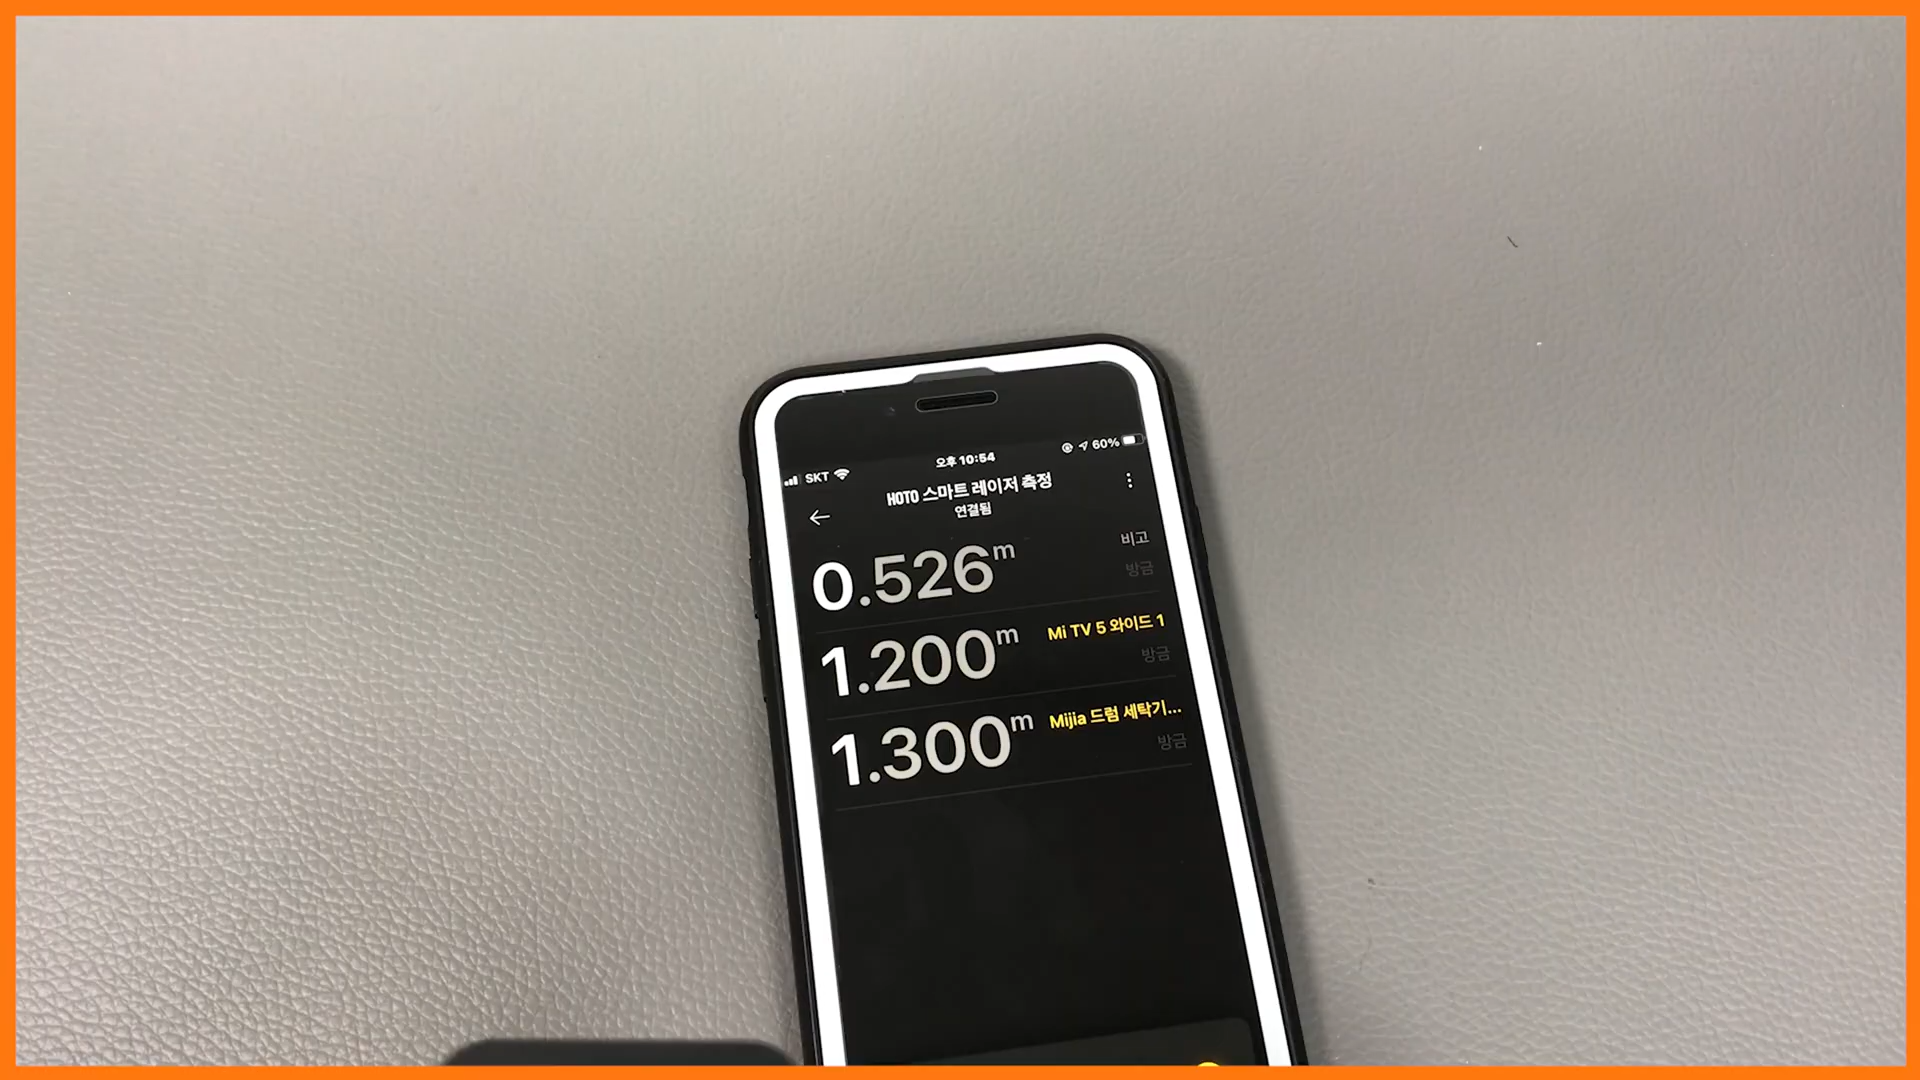 SKT 오후 10:54 60%
HOTO 스마트 레이저 측정
연결됨
0.526m 비고
방금
1.200m Mi TV 5 와이드 1
방금
1.300m Mijia 드럼 세탁기...
방금